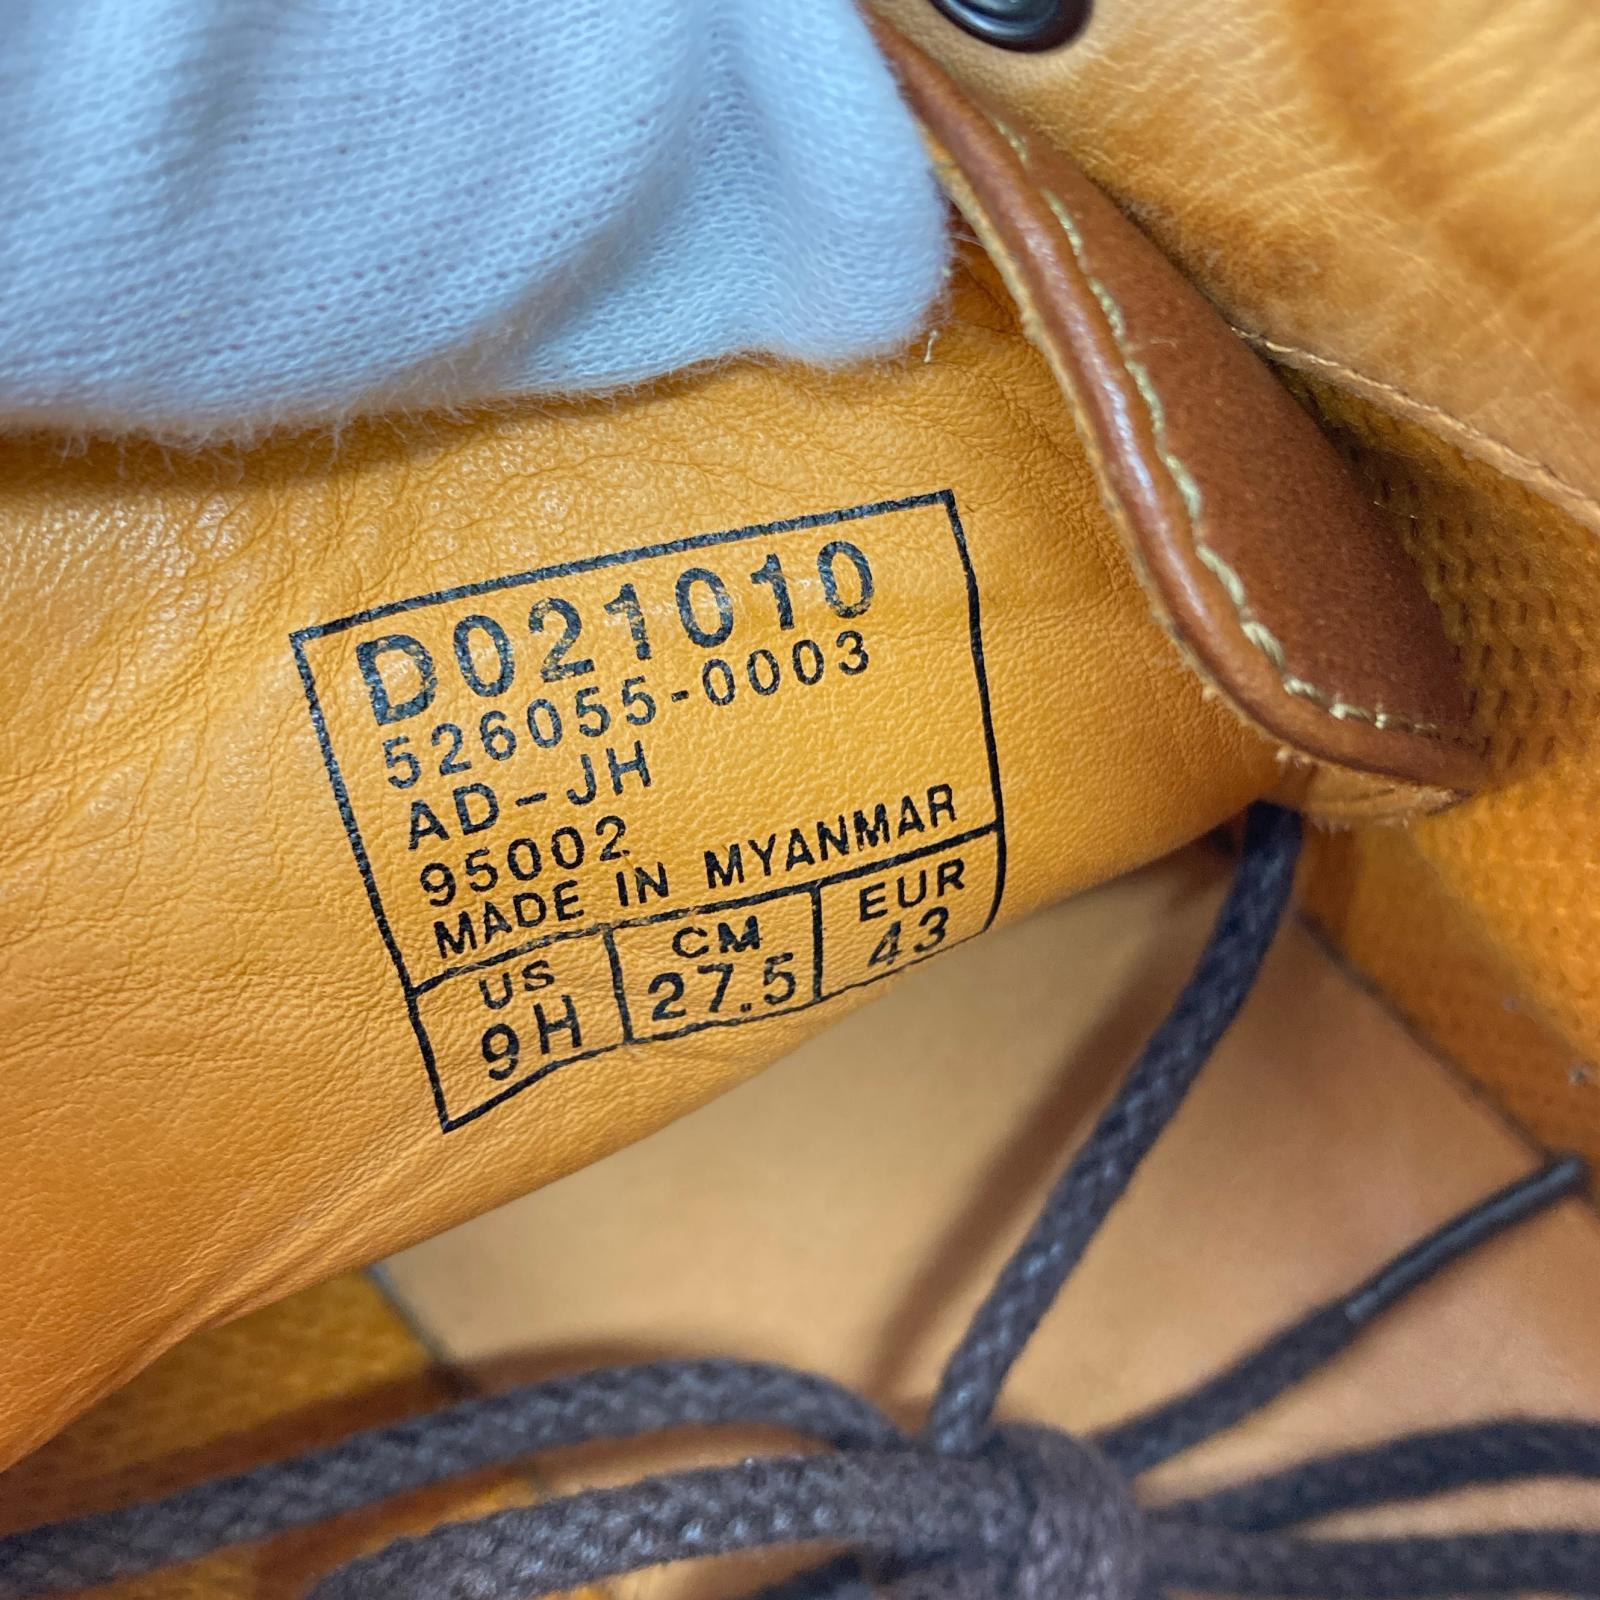 D021010
526055-0003
AD-JH
95002
MADE IN MYANMAR
US CM EUR
9H 27.5 43